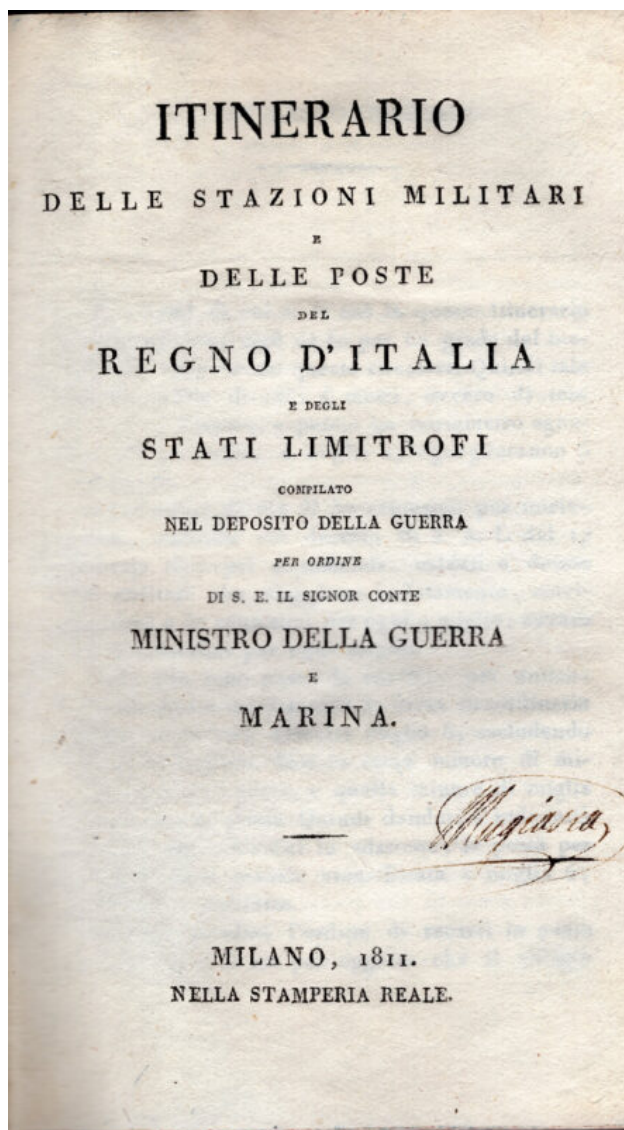 ITINERARIO
DELLE STAZIONI MILITARI
E
DELLE POSTE
DEL
REGNO D'ITALIA
E DEGLI
STATI LIMITROFI
COMPILATO
NEL DEPOSITO DELLA GUERRA
PER ORDINE
DI S. E. IL SIGNOR CONTE
MINISTRO DELLA GUERRA
E
MARINA.
MILANO, 1811.
NELLA STAMPERIA REALE.